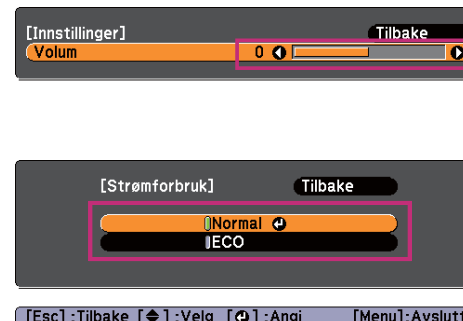 [Innstillinger] Tilbake
Volum 0
[Strømforbruk] Tilbake
Normal
ECO
[Esc] :Tilbake [ ] :Velg [ ] :Angi [Menu]:Avslutt